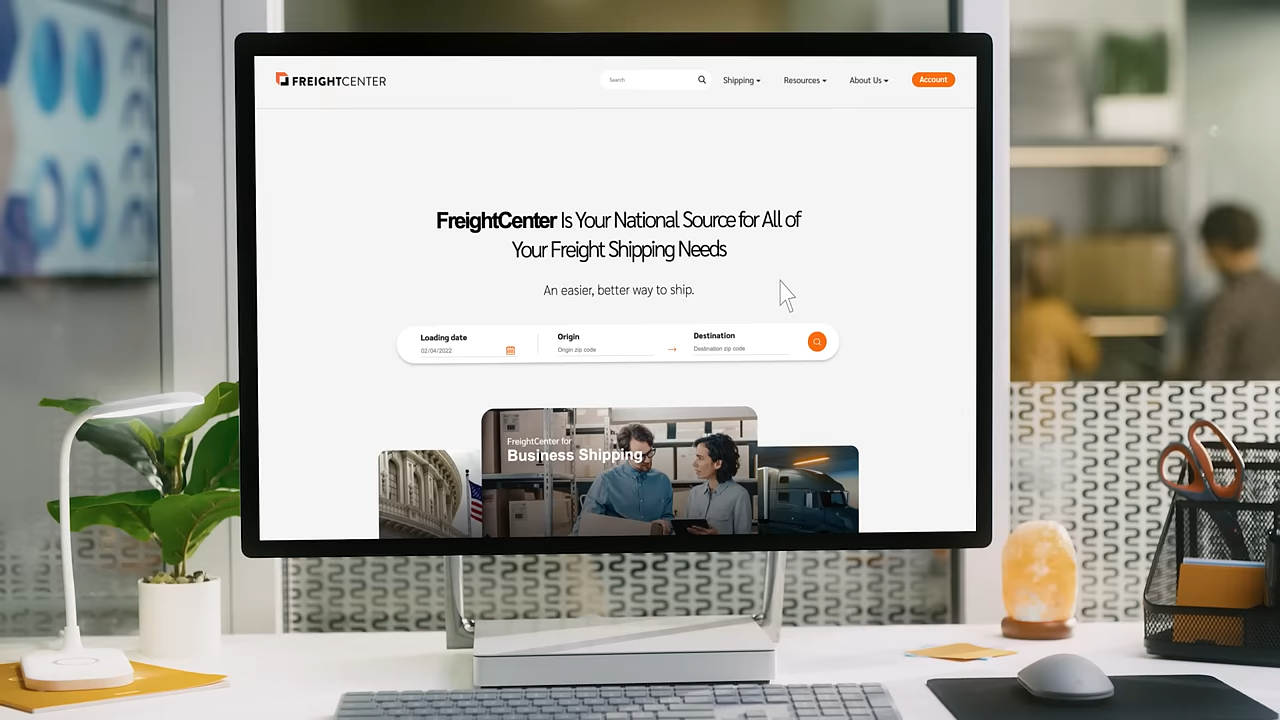 FREIGHTCENTER
Search
Shipping
Resources
About Us
Account
FreightCenter Is Your National Source for All of
Your Freight Shipping Needs
An easier, better way to ship.
Loading date
02/04/2022
Origin
Origin zip code
Destination
Destination zip code
FreightCenter for
Business Shipping